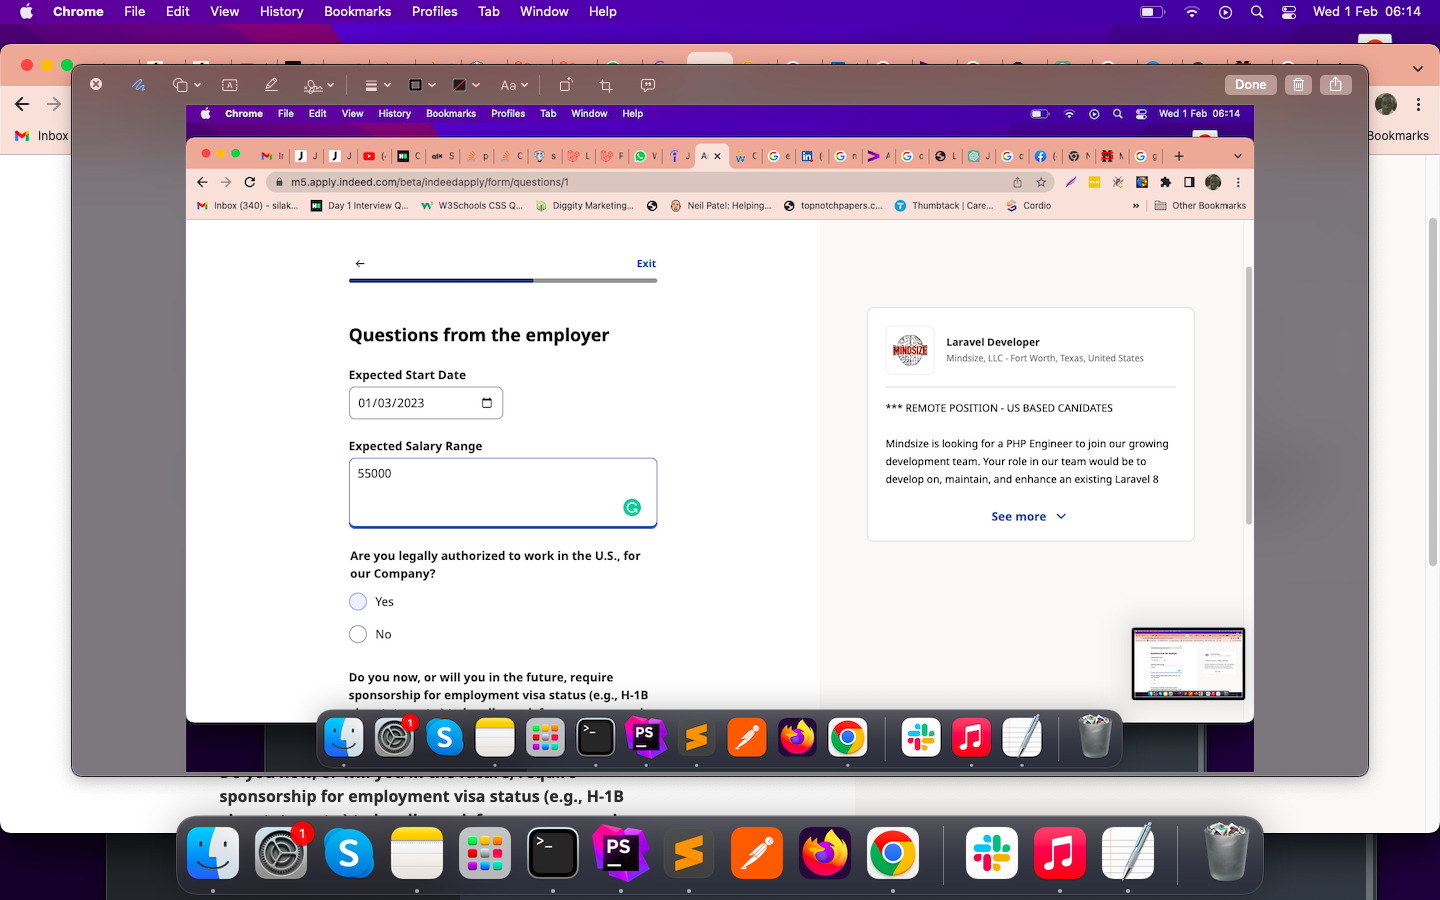 Chrome File Edit View History Bookmarks Profiles Tab Window Help Wed 1 Feb 06:14
Done
Inbox
Bookmarks
Chrome File Edit View History Bookmarks Profiles Tab Window Help Wed 1 Feb 06:14
m5.apply.indeed.com/beta/indeedapply/form/questions/1
Inbox (340) - silak... Day 1 Interview Q... W3Schools CSS Q... Diggity Marketing... Neil Patel: Helping... topnotchpapers.c... Thumbtack | Care... Cordio » Other Bookmarks
Exit
Questions from the employer
Expected Start Date
01/03/2023
Expected Salary Range
55000
Are you legally authorized to work in the U.S., for
our Company?
Yes
No
Do you now, or will you in the future, require
sponsorship for employment visa status (e.g., H-1B
MINDSIZE
Laravel Developer
Mindsize, LLC - Fort Worth, Texas, United States
*** REMOTE POSITION - US BASED CANIDATES
Mindsize is looking for a PHP Engineer to join our growing
development team. Your role in our team would be to
develop on, maintain, and enhance an existing Laravel 8
See more
1
PS
sponsorship for employment visa status (e.g., H-1B
1
PS